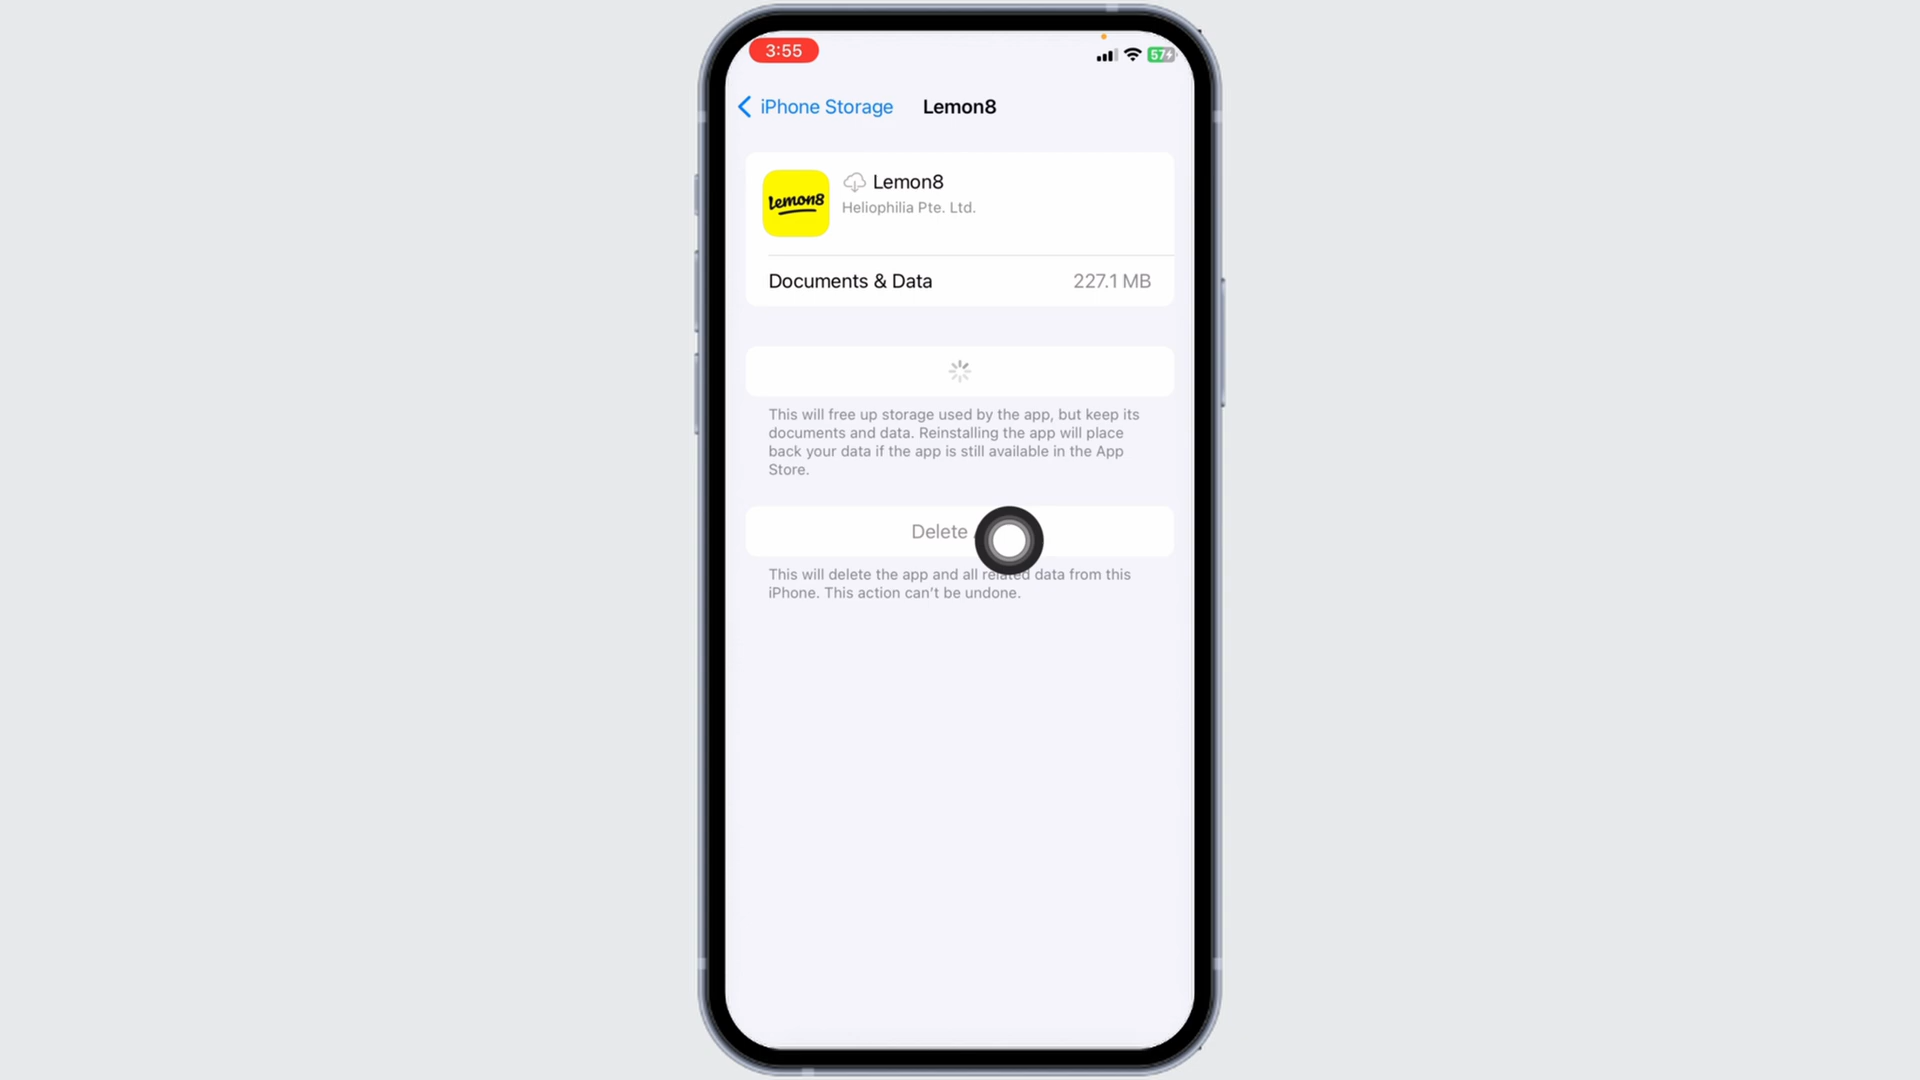 3:55
57
iPhone Storage
Lemon8
Lemon8
Lemon8
Heliophilia Pte. Ltd.
Documents & Data
227.1 MB
This will free up storage used by the app, but keep its
documents and data. Reinstalling the app will place
back your data if the app is still available in the App
Store.
Delete
This will delete the app and all related data from this
iPhone. This action can't be undone.